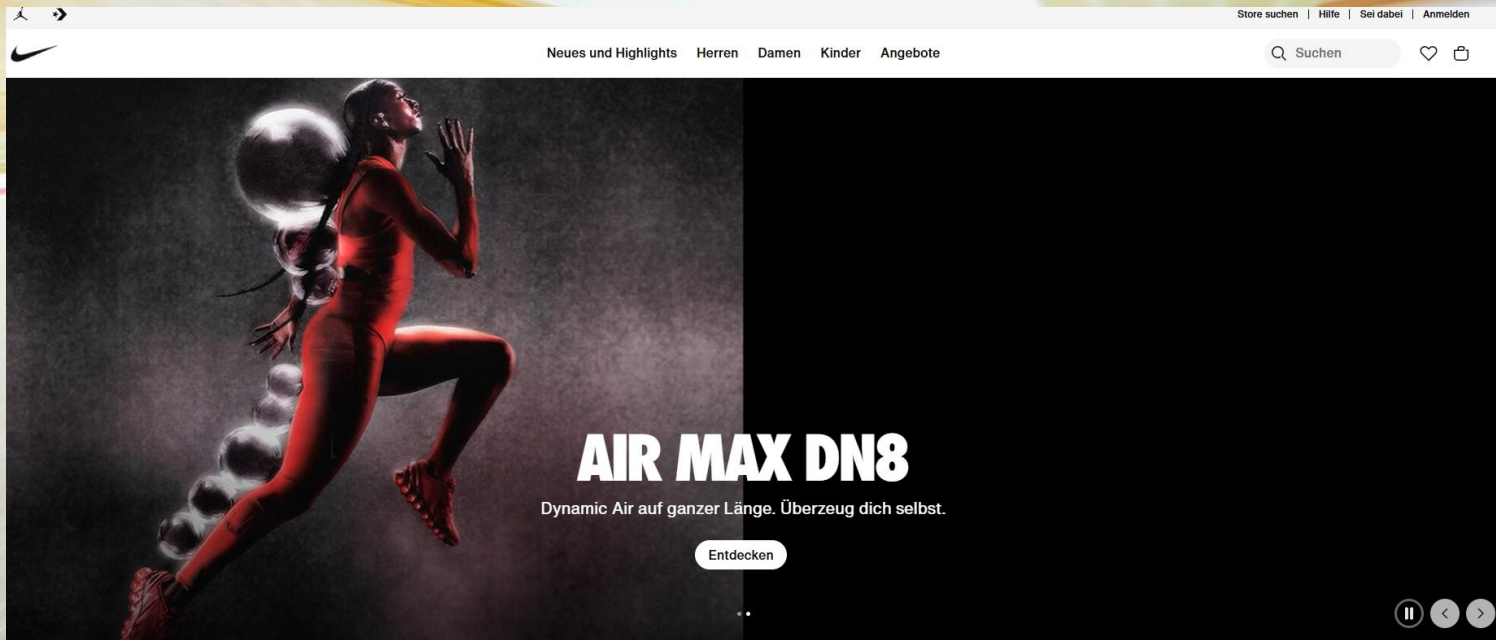 Store suchen | Hilfe | Sei dabei | Anmelden
Neues und Highlights Herren Damen Kinder Angebote Suchen
AIR MAX DN8
Dynamic Air auf ganzer Länge. Überzeug dich selbst.
Entdecken